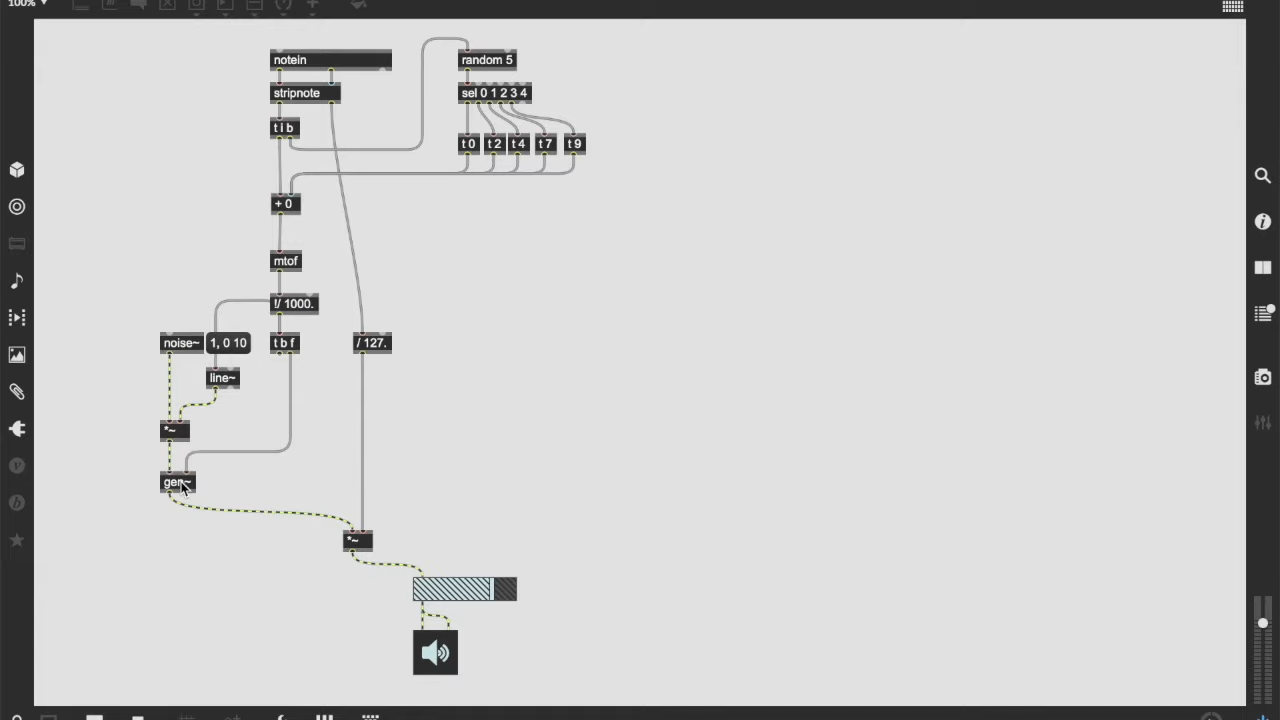 100%
notein
random 5
stripnote
sel 0 1 2 3 4
t i b
t 0
t 2
t 4
t 7
t 9
+ 0
mtof
!/ 1000.
noise~
1, 0 10
t b f
/ 127.
line~
*~
gen~
*~